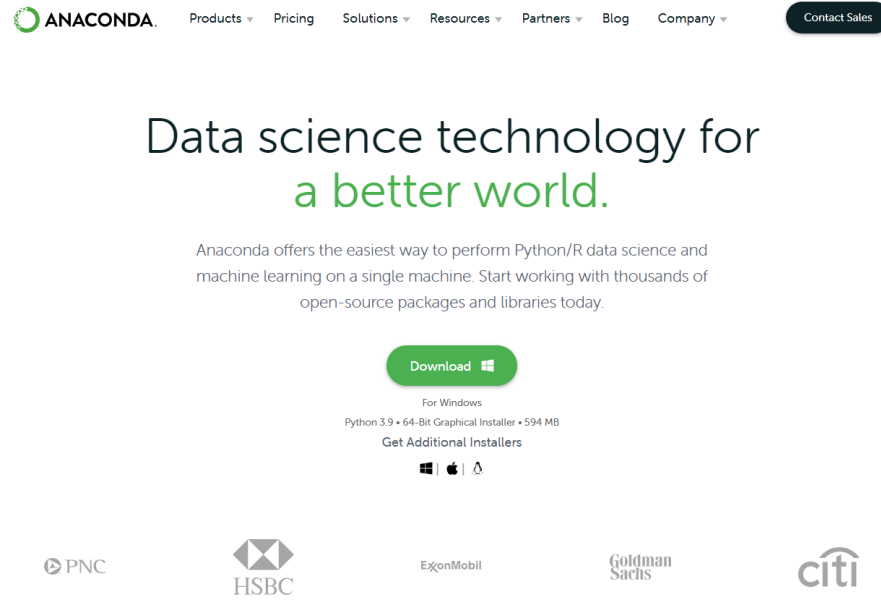 ANACONDA.
Products Pricing Solutions Resources Partners Blog Company
Contact Sales
Data science technology for
a better world.
Anaconda offers the easiest way to perform Python/R data science and
machine learning on a single machine. Start working with thousands of
open-source packages and libraries today.
Download
For Windows
Python 3.9 • 64-Bit Graphical Installer • 594 MB
Get Additional Installers
| |
PNC
HSBC
ExxonMobil
Goldman
Sachs
citi